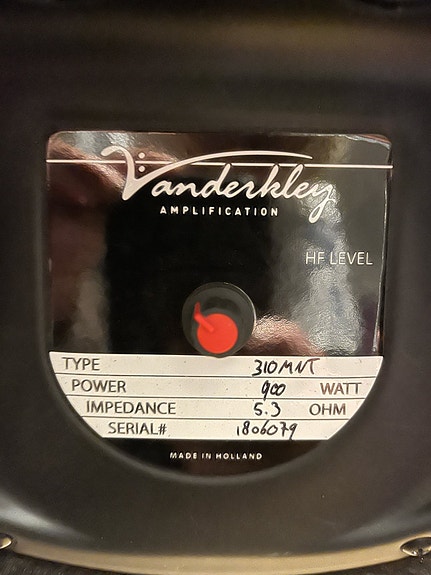 Vanderkley
AMPLIFICATION
HF LEVEL
TYPE 310MNT
POWER 900 WATT
IMPEDANCE 5.3 OHM
SERIAL# 1806079
MADE IN HOLLAND